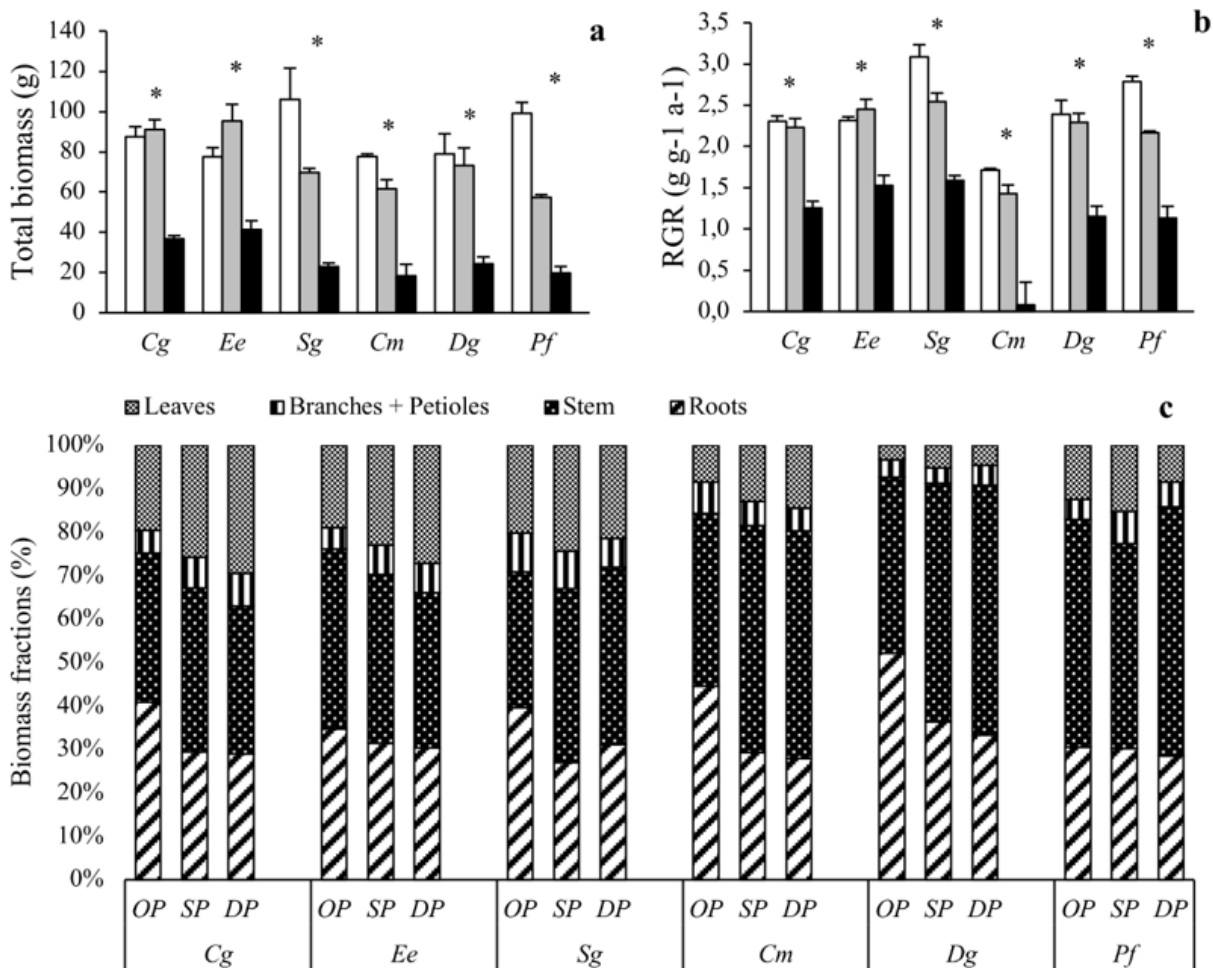 a
Total biomass (g)
140
120
100
80
60
40
20
0
* * * * * *
Cg Ee Sg Cm Dg Pf
b
RGR (g g-1 a-1)
3,5
3,0
2,5
2,0
1,5
1,0
0,5
0,0
* * * * * *
Cg Ee Sg Cm Dg Pf
Leaves Branches + Petioles Stem Roots
c
Biomass fractions (%)
100%
90%
80%
70%
60%
50%
40%
30%
20%
10%
0%
OP SP DP OP SP DP OP SP DP OP SP DP OP SP DP OP SP DP
Cg Ee Sg Cm Dg Pf